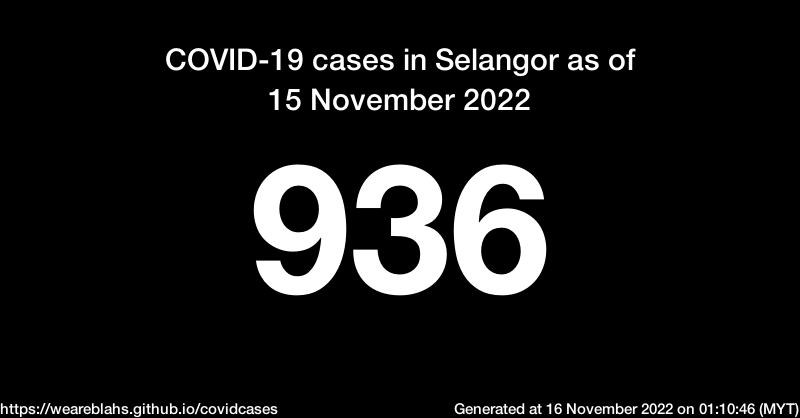 COVID-19 cases in Selangor as of
15 November 2022
936
https://weareblahs.github.io/covidcases
Generated at 16 November 2022 on 01:10:46 (MYT)